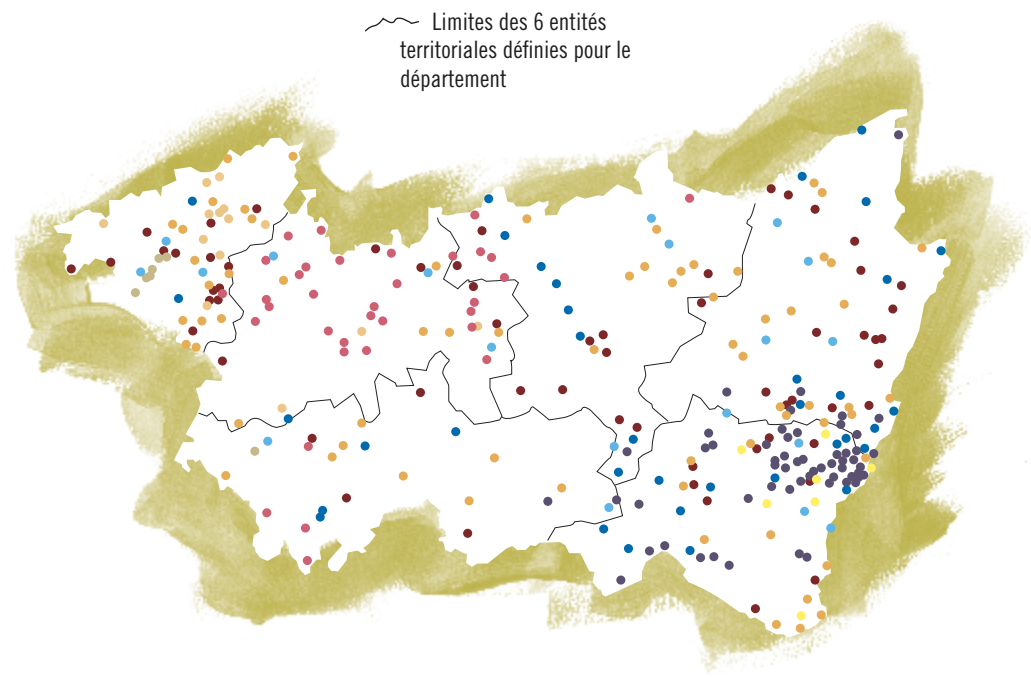 Limites des 6 entités
territoriales définies pour le
département